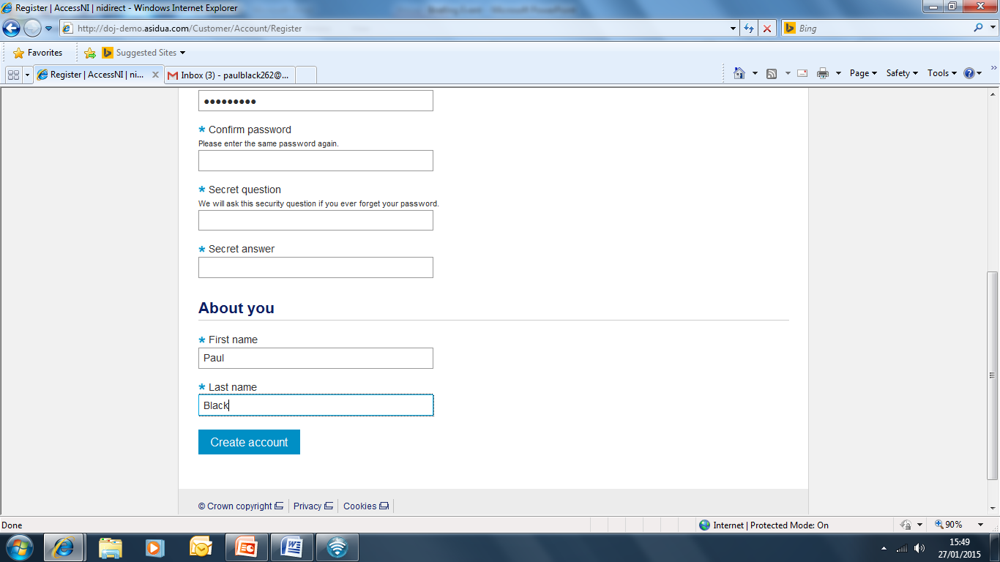 Register | AccessNI | nidirect - Windows Internet Explorer
http://doj-demo.asidua.com/Customer/Account/Register
Bing
Favorites
Suggested Sites
Register | AccessNI | ni...
Inbox (3) - paulblack262@...
Page
Safety
Tools
●●●●●●●●●
* Confirm password
Please enter the same password again.
* Secret question
We will ask this security question if you ever forget your password.
* Secret answer
About you
* First name
Paul
* Last name
Black
Create account
© Crown copyright
Privacy
Cookies
Done
Internet | Protected Mode: On
90%
15:49
27/01/2015